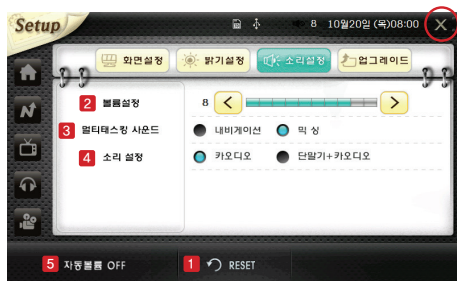 Setup 8 10월20일 (목)08:00 X
화면설정 밝기설정 소리설정 업그레이드
2 볼륨설정 8 < >
3 멀티태스킹 사운드 내비게이션 믹 싱
4 소리 설정 카오디오 단말기+카오디오
5 자동볼륨 OFF 1 RESET